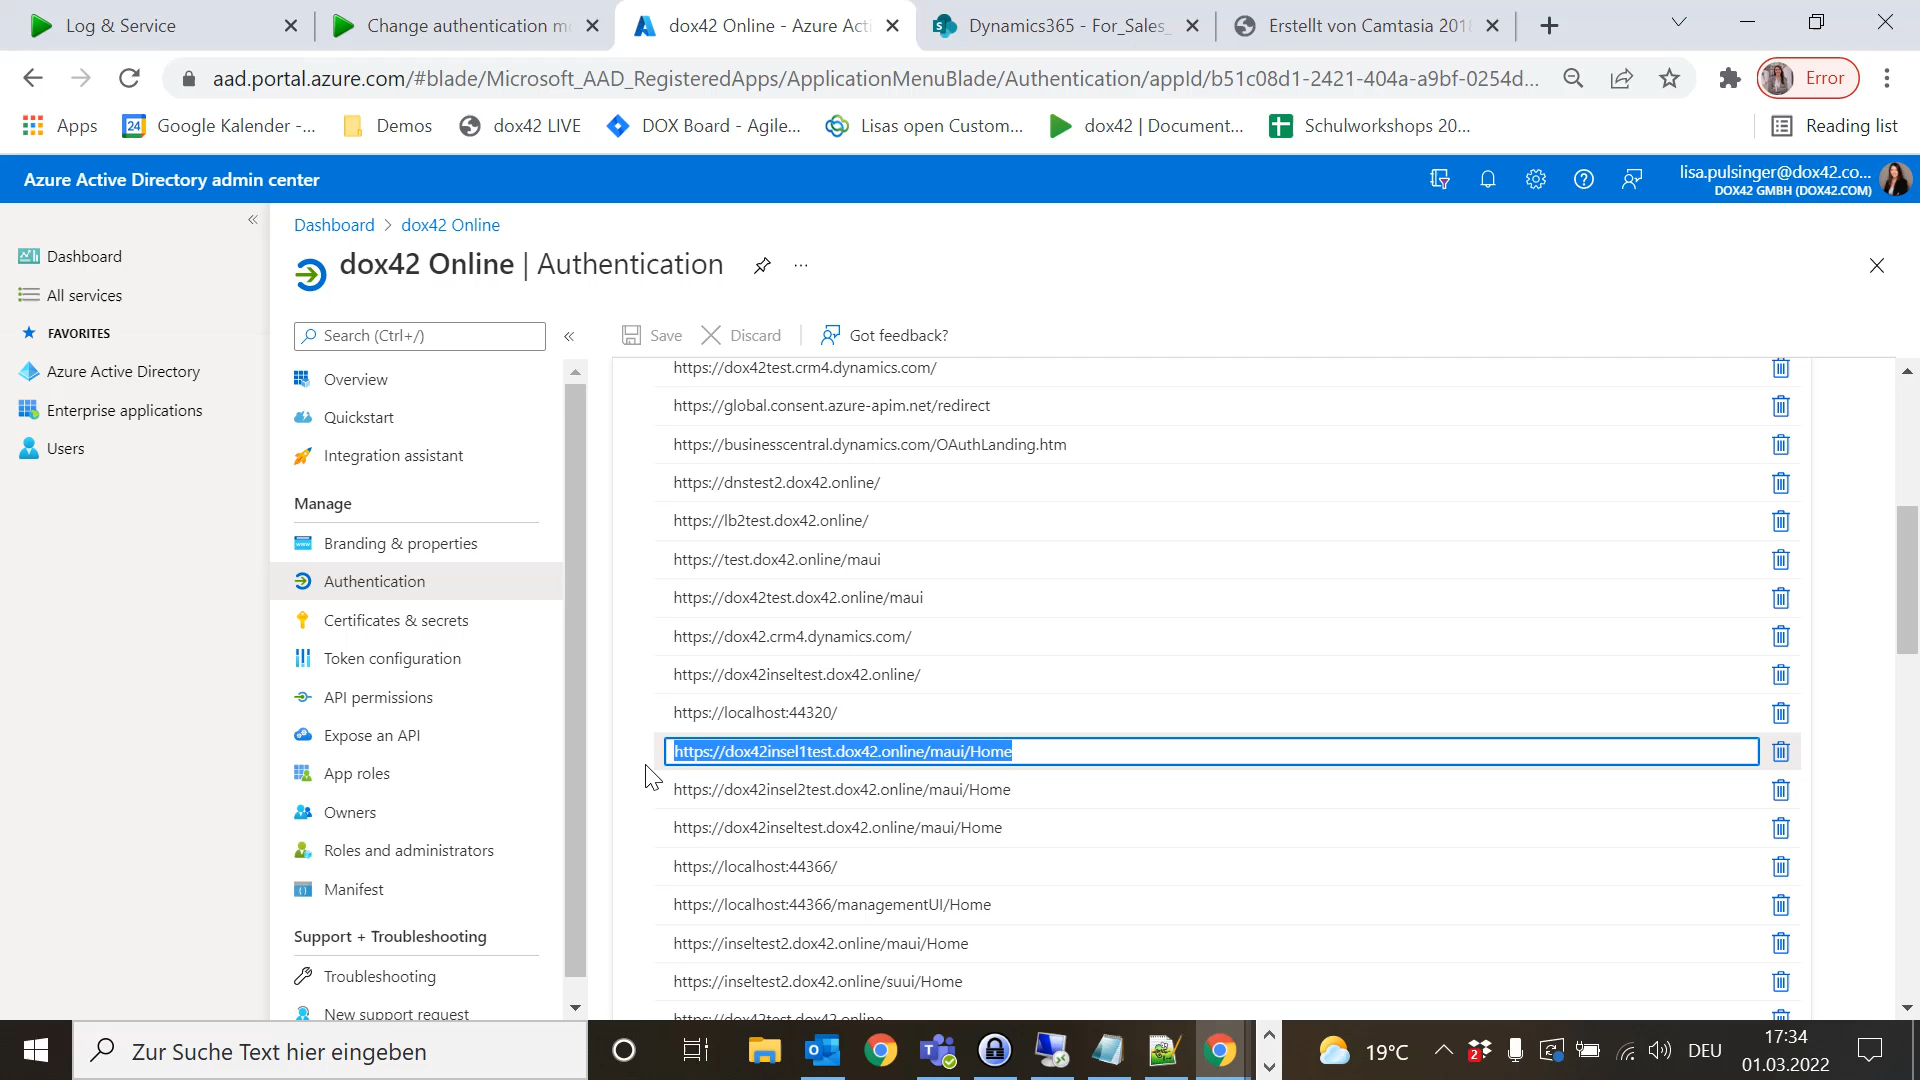 Log & Service
Change authentication mo
dox42 Online - Azure Acti
Dynamics365 - For_Sales_
Erstellt von Camtasia 2018
aad.portal.azure.com/#blade/Microsoft_AAD_RegisteredApps/ApplicationMenuBlade/Authentication/appId/b51c08d1-2421-404a-a9bf-0254d...
Error
Apps
24
Google Kalender -...
Demos
dox42 LIVE
DOX Board - Agile...
Lisas open Custom...
dox42 | Document...
Schulworkshops 20...
Reading list
Azure Active Directory admin center
lisa.pulsinger@dox42.co...
DOX42 GMBH (DOX42.COM)
Dashboard
All services
FAVORITES
Azure Active Directory
Enterprise applications
Users
Dashboard > dox42 Online
dox42 Online | Authentication
Search (Ctrl+/)
Overview
Quickstart
Integration assistant
Manage
Branding & properties
Authentication
Certificates & secrets
Token configuration
API permissions
Expose an API
App roles
Owners
Roles and administrators
Manifest
Support + Troubleshooting
Troubleshooting
New support request
Save
Discard
Got feedback?
https://dox42test.crm4.dynamics.com/
https://global.consent.azure-apim.net/redirect
https://businesscentral.dynamics.com/OAuthLanding.htm
https://dnstest2.dox42.online/
https://lb2test.dox42.online/
https://test.dox42.online/maui
https://dox42test.dox42.online/maui
https://dox42.crm4.dynamics.com/
https://dox42inseltest.dox42.online/
https://localhost:44320/
https://dox42insel1test.dox42.online/maui/Home
https://dox42insel2test.dox42.online/maui/Home
https://dox42inseltest.dox42.online/maui/Home
https://localhost:44366/
https://localhost:44366/managementUI/Home
https://inseltest2.dox42.online/maui/Home
https://inseltest2.dox42.online/suui/Home
https://dox42test.dox42.online
Zur Suche Text hier eingeben
19°C
2
DEU
17:34
01.03.2022